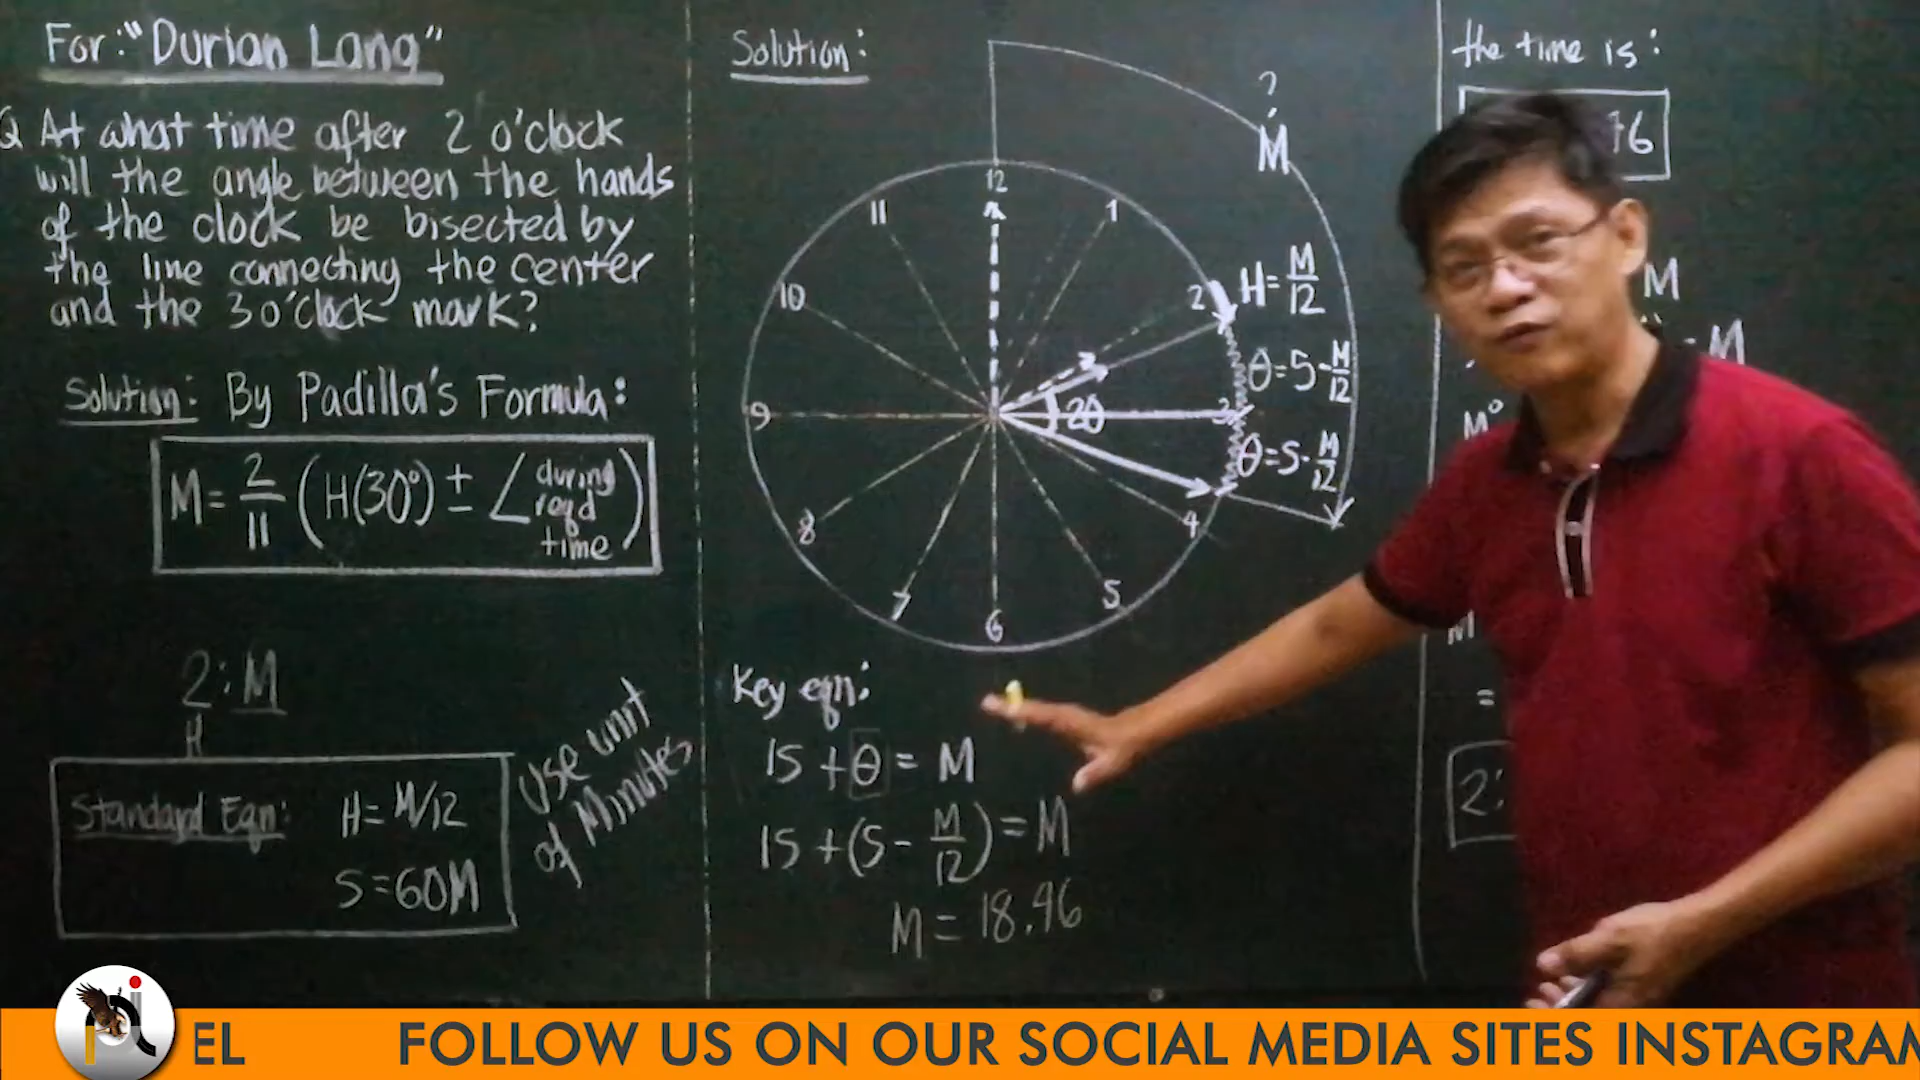 For: "Durian Lang"
Q At what time after 2 o'clock
will the angle between the hands
of the clock be bisected by
the line connecting the center
and the 3 o'clock mark?
Solution: By Padilla's Formula:
M = 2/11 (H(30°) ± ∠ during
reqd
time)
2 : M
H
Standard Eqn: H = M/12
S = 60M
use unit
of Minutes
Solution:
?
M
12
11
1
10
2
H = M/12
θ = 5 - M/12
9
2θ
3
θ = 5 - M/12
8
4
7
5
6
Key eqn:
15 + θ = M
15 + (5 - M/12) = M
M = 18.46
the time is:
46
M
- M
M°
M
=
2:
EL FOLLOW US ON OUR SOCIAL MEDIA SITES INSTAGRAM